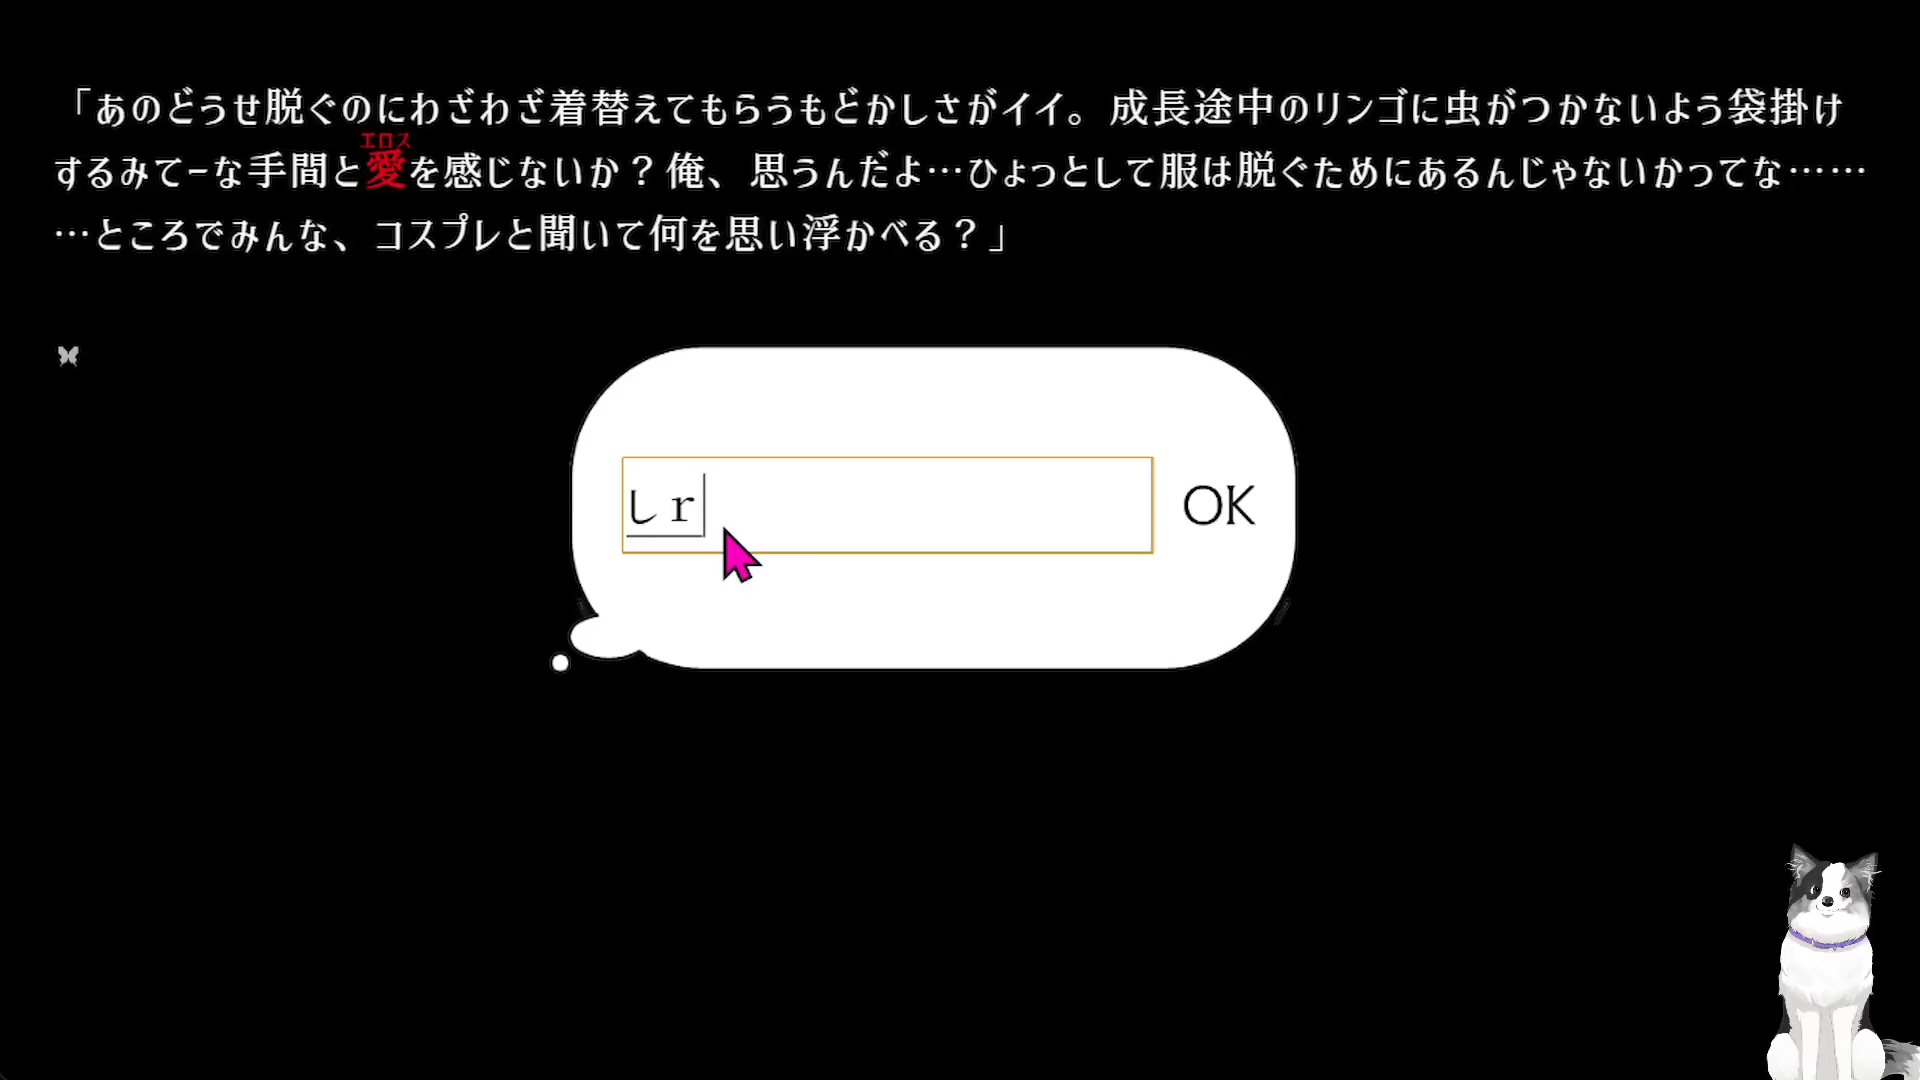 「あのどうせ脱ぐのにわざわざ着替えてもらうもどかしさがイイ。成長途中のリンゴに虫がつかないよう袋掛け
エロス
するみてーな手間と愛を感じないか？俺、思うんだよ…ひょっとして服は脱ぐためにあるんじゃないかってな……
…ところでみんな、コスプレと聞いて何を思い浮かべる？」
しｒ
OK